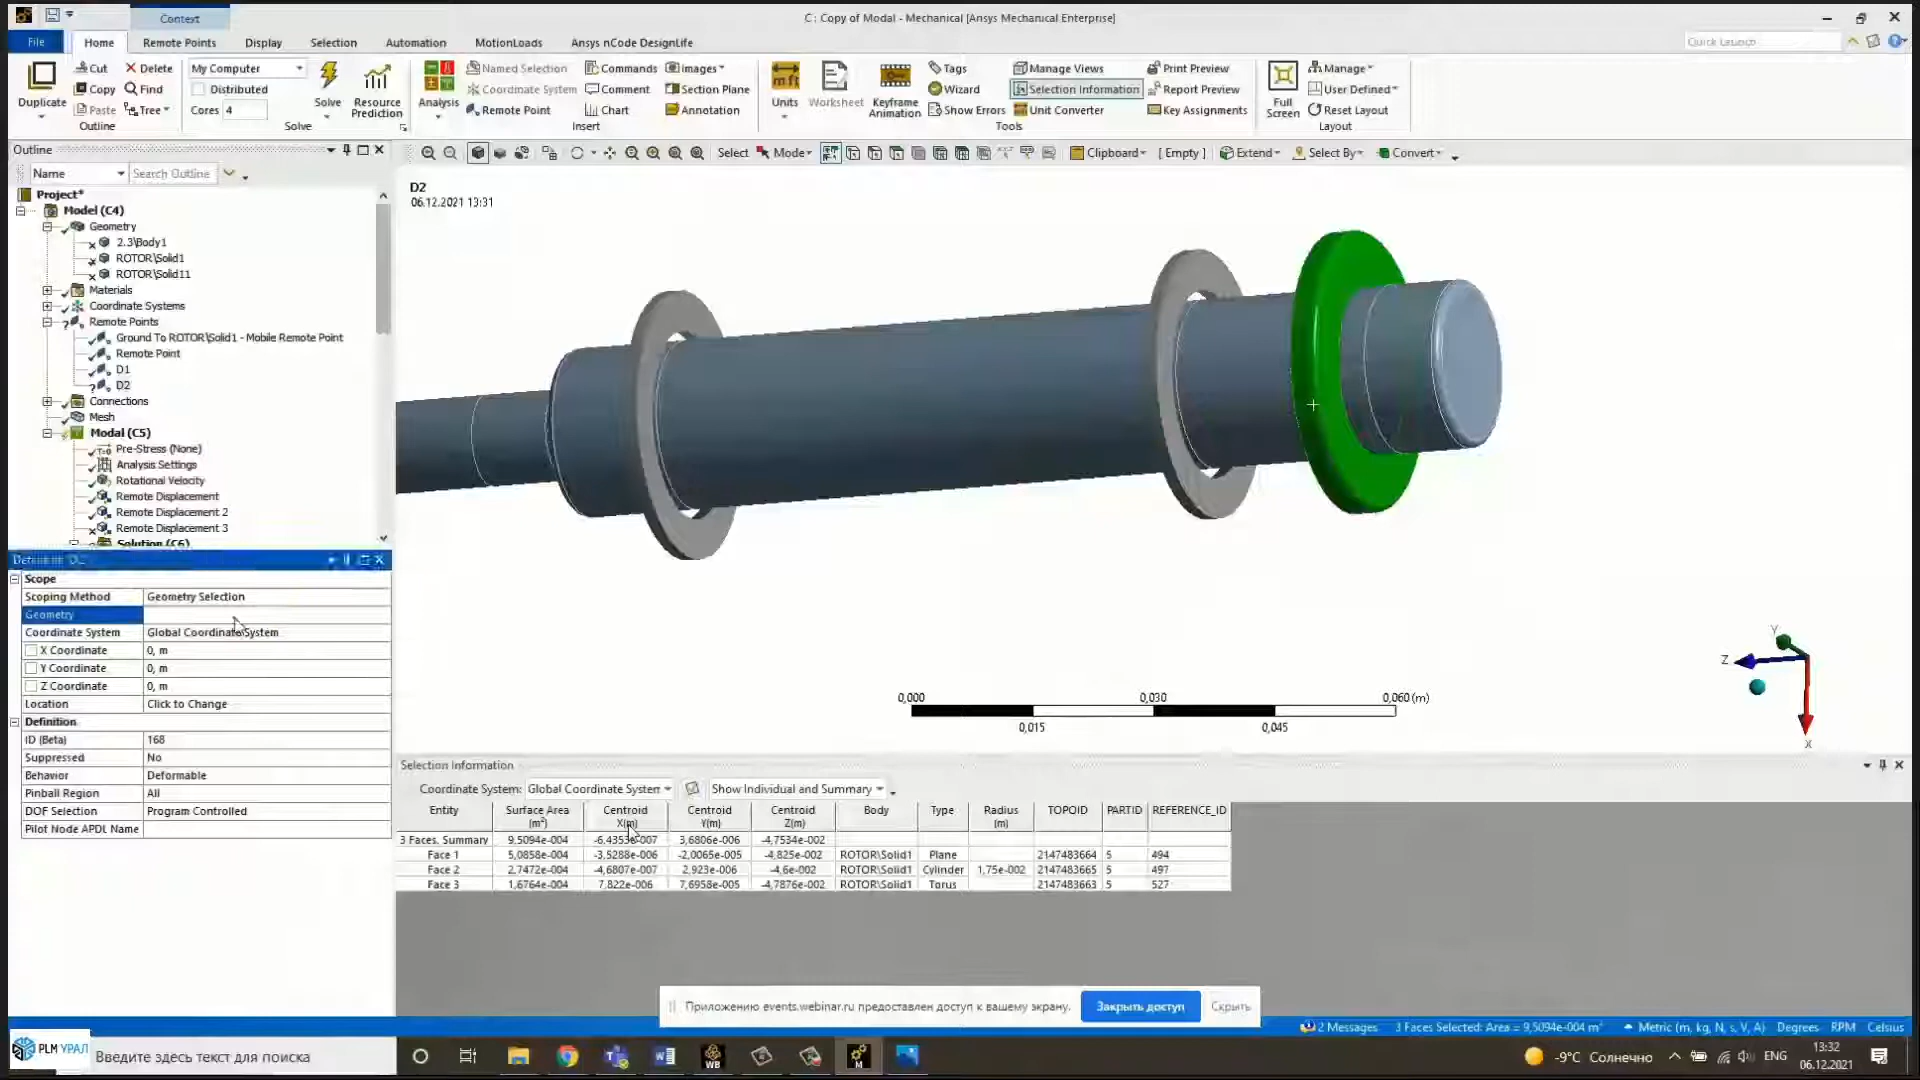 Context
C : Copy of Modal - Mechanical [Ansys Mechanical Enterprise]
File Home Remote Points Display Selection Automation MotionLoads Ansys nCode DesignLife
Quick Launch
Duplicate
Cut
Copy
Paste
Delete
Find
Tree
Outline
My Computer
Distributed
Cores 4
Solve
Resource
Prediction
Solve
Analysis
Named Selection
Coordinate System
Remote Point
Commands
Comment
Chart
Images
Section Plane
Annotation
Insert
Units
Worksheet
Keyframe
Animation
Tags
Wizard
Show Errors
Manage Views
Selection Information
Unit Converter
Print Preview
Report Preview
Key Assignments
Tools
Full
Screen
Manage
User Defined
Reset Layout
Layout
Outline
Name Search Outline
Select Mode Clipboard [ Empty ] Extend Select By Convert
Project*
Model (C4)
Geometry
2.3\Body1
ROTOR\Solid1
ROTOR\Solid11
Materials
Coordinate Systems
Remote Points
Ground To ROTOR\Solid1 - Mobile Remote Point
Remote Point
D1
D2
Connections
Mesh
Modal (C5)
Pre-Stress (None)
Analysis Settings
Rotational Velocity
Remote Displacement
Remote Displacement 2
Remote Displacement 3
Solution (C6)
D2
06.12.2021 13:31
Scope
Scoping Method Geometry Selection
Geometry
Coordinate System Global Coordinate System
X Coordinate 0, m
Y Coordinate 0, m
Z Coordinate 0, m
Location Click to Change
Definition
ID (Beta) 168
Suppressed No
Behavior Deformable
Pinball Region All
DOF Selection Program Controlled
Pilot Node APDL Name
Y
Z
X
0,000 0,030 0,060 (m)
0,015 0,045
Selection Information
Coordinate System: Global Coordinate System Show Individual and Summary
Entity Surface Area (m²) Centroid X(m) Centroid Y(m) Centroid Z(m) Body Type Radius (m) TOPOID PARTID REFERENCE_ID
3 Faces, Summary 9,5094e-004 -6,4353e-007 3,6806e-006 -4,7534e-002
Face 1 5,0858e-004 -3,5288e-006 -2,0065e-005 -4,825e-002 ROTOR\Solid1 Plane 2147483664 5 494
Face 2 2,7472e-004 -4,6807e-007 2,923e-006 -4,6e-002 ROTOR\Solid1 Cylinder 1,75e-002 2147483665 5 497
Face 3 1,6764e-004 7,822e-006 7,6958e-005 -4,7876e-002 ROTOR\Solid1 Torus 2147483663 5 527
Приложению events.webinar.ru предоставлен доступ к вашему экрану. Закрыть доступ Скрыть
2 Messages 3 Faces Selected: Area = 9,5094e-004 m² Metric (m, kg, N, s, V, A) Degrees RPM Celsius
PLM УРАЛ
Введите здесь текст для поиска
WB
M
-9°C Солнечно
ENG
13:32
06.12.2021